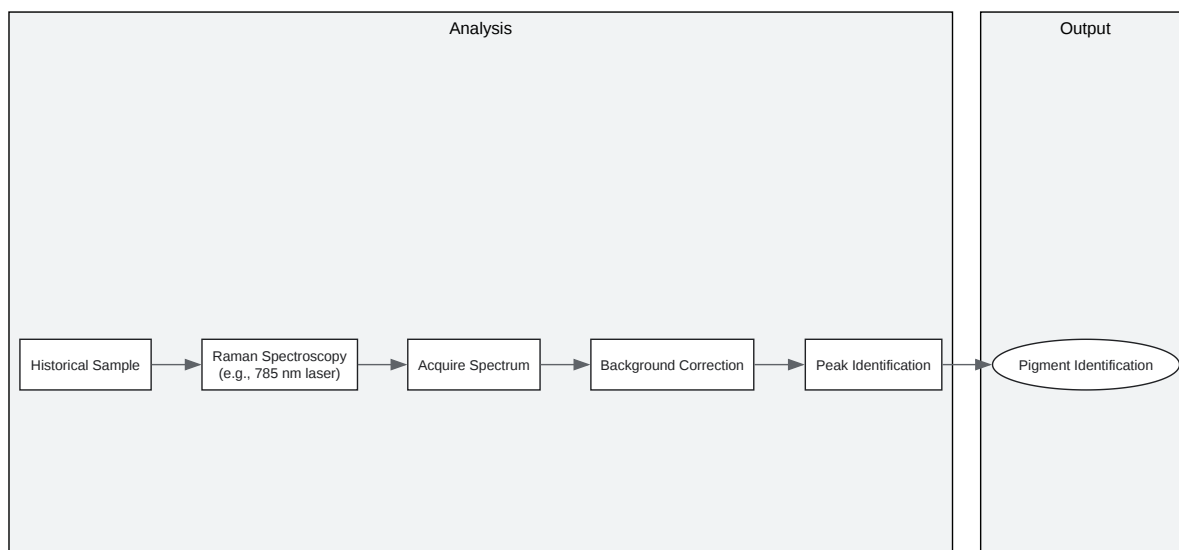 Analysis
Output
Historical Sample
Raman Spectroscopy
(e.g., 785 nm laser)
Acquire Spectrum
Background Correction
Peak Identification
Pigment Identification